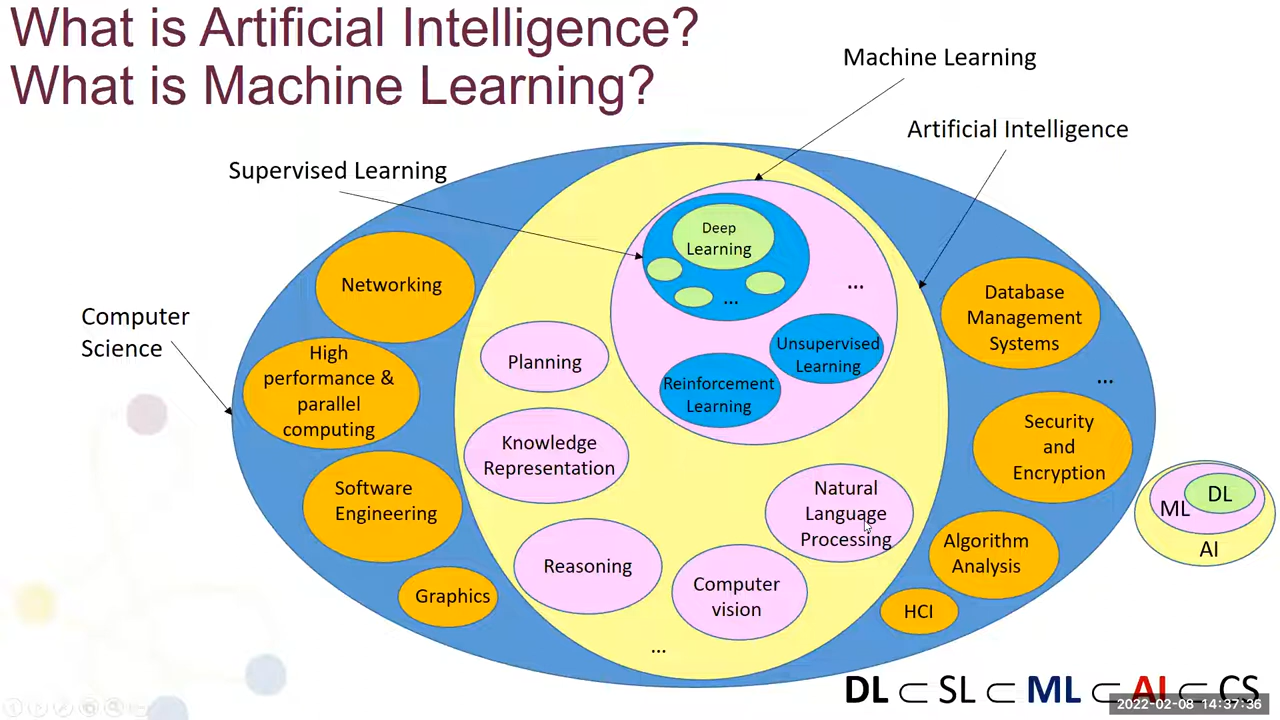 What is Artificial Intelligence?
What is Machine Learning?
Machine Learning
Artificial Intelligence
Supervised Learning
Deep
Learning
...
...
Networking
Database
Management
Systems
Computer
Science
High
performance &
parallel
computing
Planning
Unsupervised
Learning
Reinforcement
Learning
...
Knowledge
Representation
Security
and
Encryption
Software
Engineering
Natural
Language
Processing
DL
ML
AI
Reasoning
Computer
vision
Algorithm
Analysis
Graphics
HCI
...
DL ⊂ SL ⊂ ML ⊂ AI ⊂ CS
2022-02-08 14:37:36